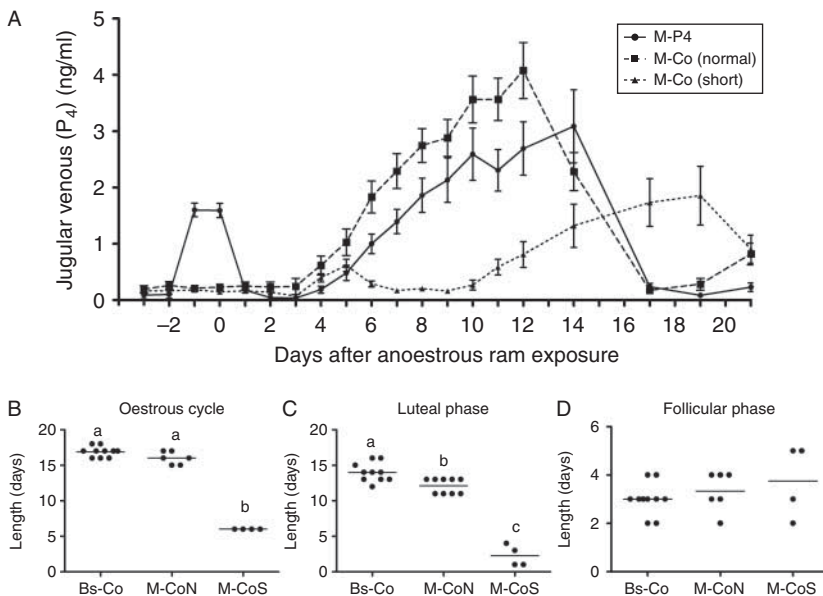 A
Jugular venous (P4) (ng/ml)
5
4
3
2
1
0
M-P4
M-Co (normal)
M-Co (short)
−2 0 2 4 6 8 10 12 14 16 18 20
Days after anoestrous ram exposure
B Oestrous cycle
Length (days)
20
15
10
5
0
a a b
Bs-Co M-CoN M-CoS
C Luteal phase
Length (days)
20
15
10
5
0
a b c
Bs-Co M-CoN M-CoS
D Follicular phase
Length (days)
6
4
2
0
Bs-Co M-CoN M-CoS